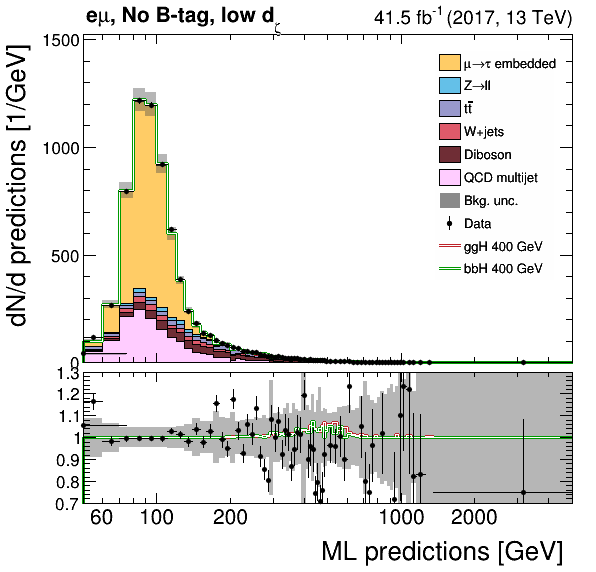 eμ, No B-tag, low dζ 41.5 fb⁻¹ (2017, 13 TeV)
dN/d predictions [1/GeV]
1500
1000
500
0
μ→τ embedded
Z→ll
tt̄
W+jets
Diboson
QCD multijet
Bkg. unc.
Data
ggH 400 GeV
bbH 400 GeV
1.3
1.2
1.1
1
0.9
0.8
0.7
60 100 200 1000 2000
ML predictions [GeV]